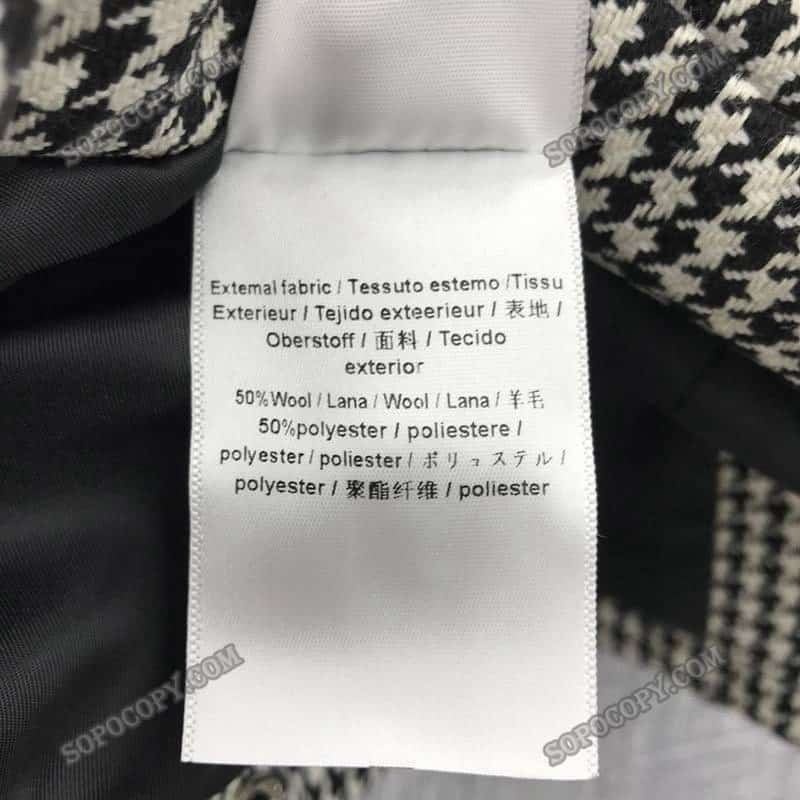 SOPOCOPY.COM
SOPOCOPY.COM
Extemal fabric / Tessuto estemo /Tissu
Exterieur / Tejido exteerieur / 表地 /
Oberstoff / 面料 / Tecido
exterior
50%Wool / Lana / Wool / Lana / 羊毛
50%polyester / poliestere /
polyester / poliester / ポリュステル /
polyester / 聚酯纤维 / poliester
SOPOCOPY.COM
SOPOCOPY.COM